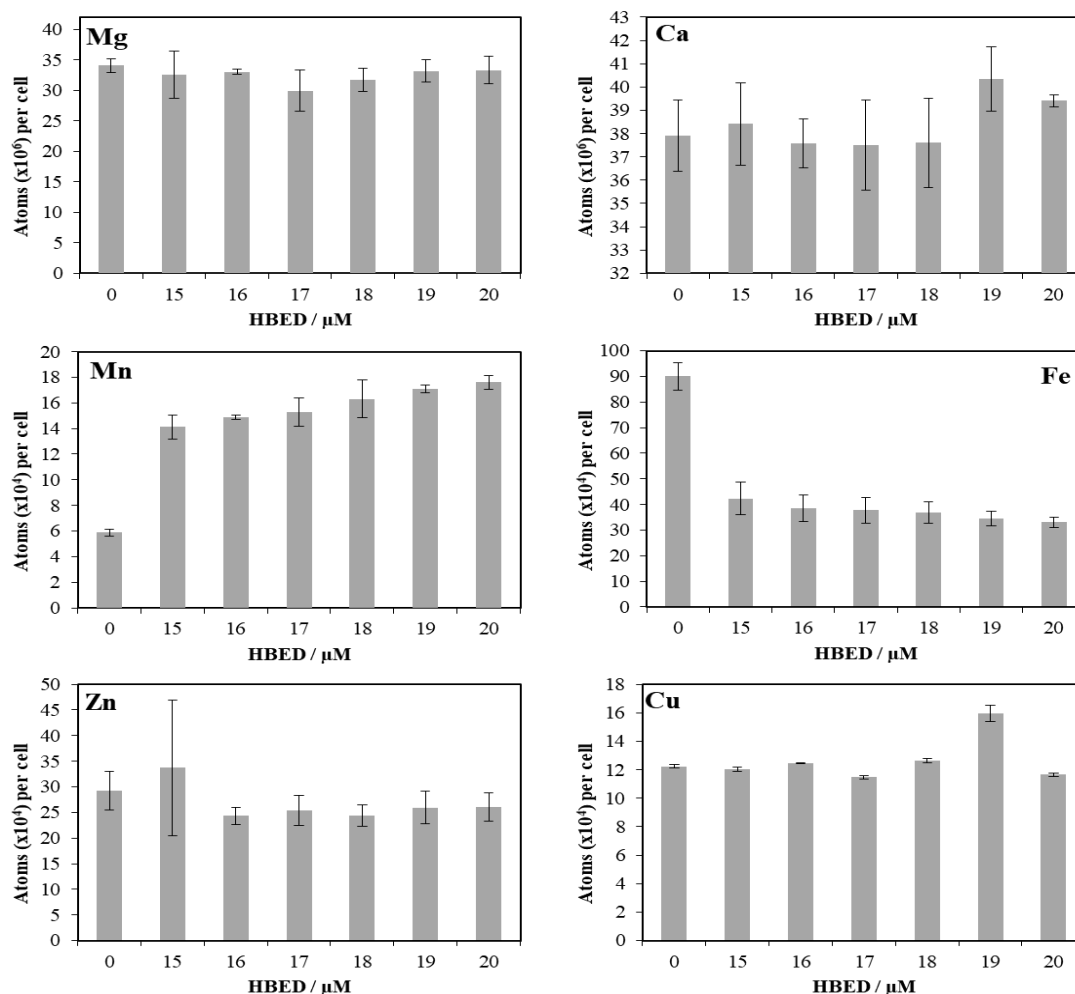 Mg
Atoms (x10⁶) per cell
40
35
30
25
20
15
10
5
0
0 15 16 17 18 19 20
HBED / µM
Ca
Atoms (x10⁶) per cell
43
42
41
40
39
38
37
36
35
34
33
32
0 15 16 17 18 19 20
HBED / µM
Mn
Atoms (x10⁴) per cell
20
18
16
14
12
10
8
6
4
2
0
0 15 16 17 18 19 20
HBED / µM
Fe
Atoms (x10⁴) per cell
100
90
80
70
60
50
40
30
20
10
0
0 15 16 17 18 19 20
HBED / µM
Zn
Atoms (x10⁴) per cell
50
45
40
35
30
25
20
15
10
5
0
0 15 16 17 18 19 20
HBED / µM
Cu
Atoms (x10⁴) per cell
18
16
14
12
10
8
6
4
2
0
0 15 16 17 18 19 20
HBED / µM